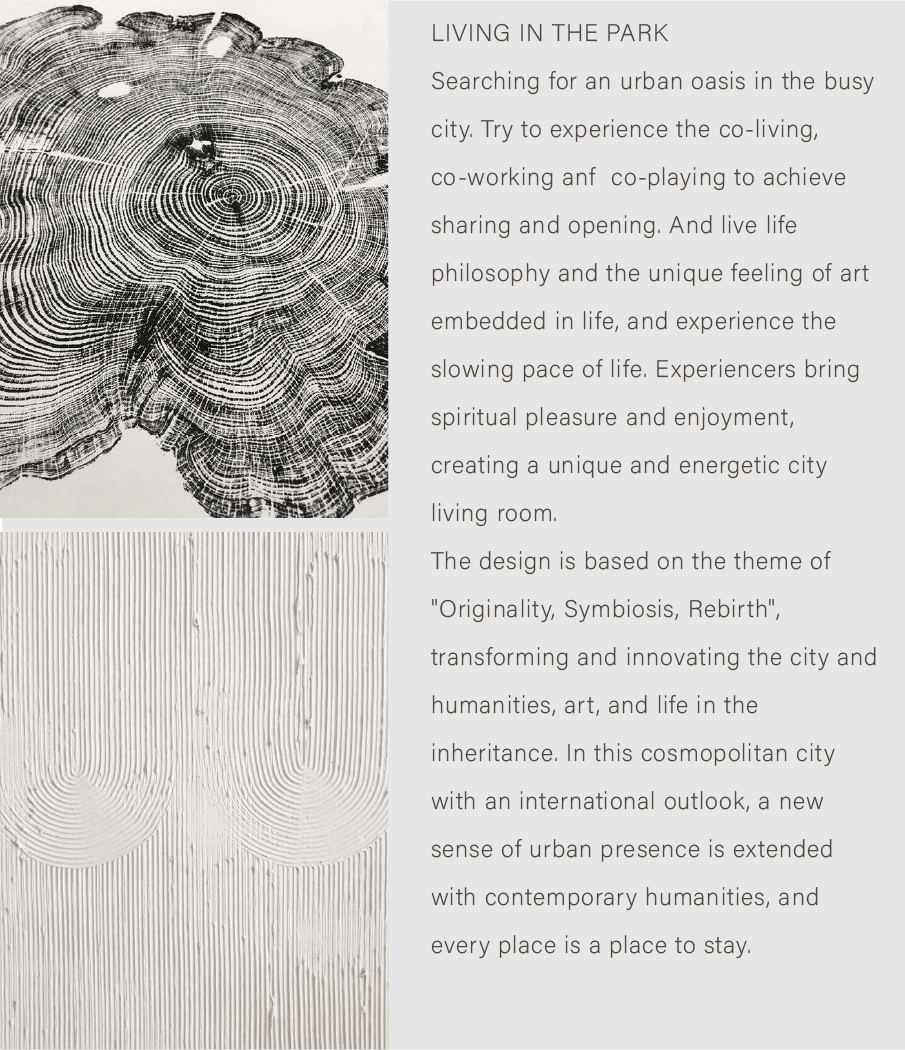 LIVING IN THE PARK
Searching for an urban oasis in the busy
city. Try to experience the co-living,
co-working anf  co-playing to achieve
sharing and opening. And live life
philosophy and the unique feeling of art
embedded in life, and experience the
slowing pace of life. Experiencers bring
spiritual pleasure and enjoyment,
creating a unique and energetic city
living room.
The design is based on the theme of
"Originality, Symbiosis, Rebirth",
transforming and innovating the city and
humanities, art, and life in the
inheritance. In this cosmopolitan city
with an international outlook, a new
sense of urban presence is extended
with contemporary humanities, and
every place is a place to stay.